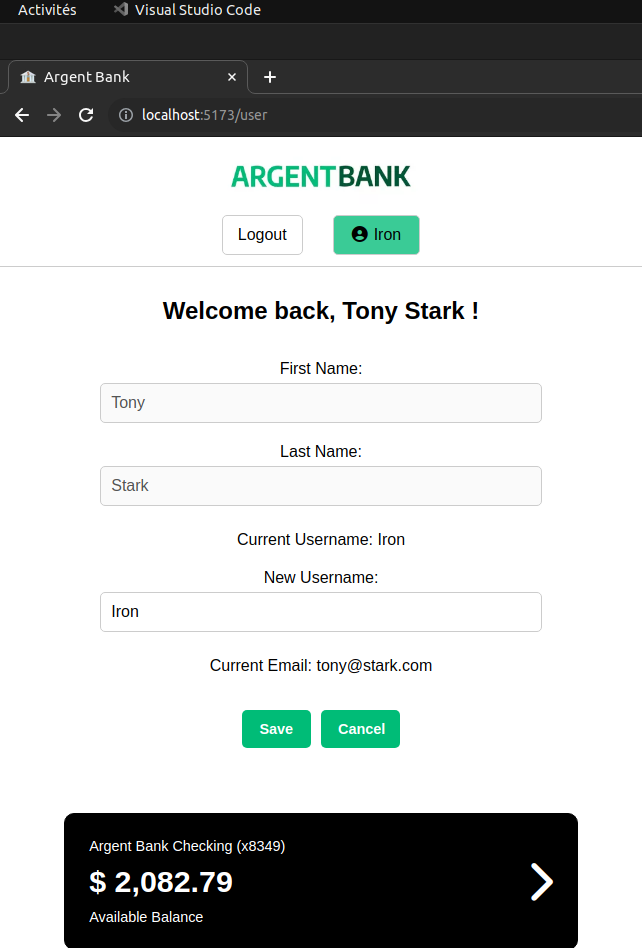 Activités Visual Studio Code
Argent Bank
localhost:5173/user
ARGENTBANK
Logout Iron
Welcome back, Tony Stark !
First Name:
Tony
Last Name:
Stark
Current Username: Iron
New Username:
Iron
Current Email: tony@stark.com
Save Cancel
Argent Bank Checking (x8349)
$ 2,082.79
Available Balance